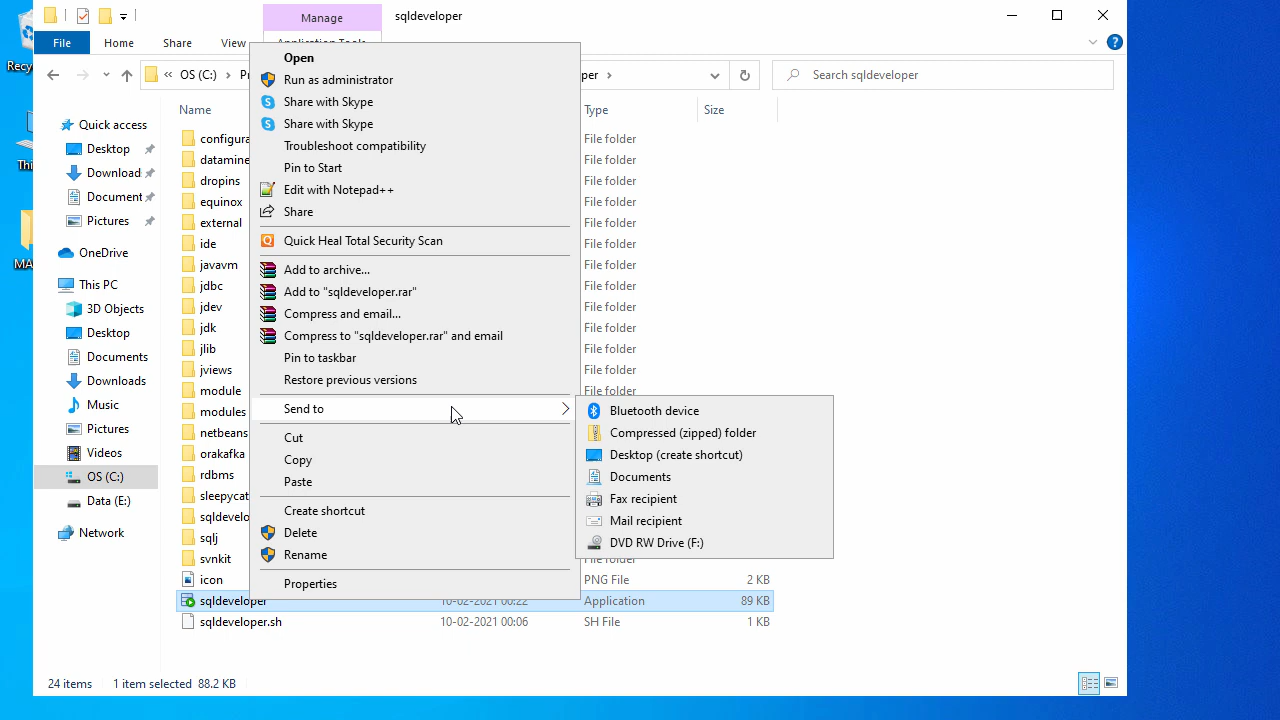 Manage
sqldeveloper
File
Home
Share
View
OS (C:)
Search sqldeveloper
Name
Type
Size
Quick access
Desktop
Download
Document
Pictures
OneDrive
This PC
3D Objects
Desktop
Documents
Downloads
Music
Pictures
Videos
OS (C:)
Data (E:)
Network
Open
Run as administrator
Share with Skype
Share with Skype
Troubleshoot compatibility
Pin to Start
Edit with Notepad++
Share
Quick Heal Total Security Scan
Add to archive...
Add to "sqldeveloper.rar"
Compress and email...
Compress to "sqldeveloper.rar" and email
Pin to taskbar
Restore previous versions
Send to
Cut
Copy
Paste
Create shortcut
Delete
Rename
Properties
Bluetooth device
Compressed (zipped) folder
Desktop (create shortcut)
Documents
Fax recipient
Mail recipient
DVD RW Drive (F:)
configura
File folder
datamine
File folder
dropins
File folder
equinox
File folder
external
File folder
ide
File folder
javavm
File folder
jdbc
File folder
jdev
File folder
jdk
File folder
jlib
File folder
jviews
File folder
module
File folder
modules
netbeans
orakafka
rdbms
sleepycat
sqldevelo
sqlj
svnkit
File folder
icon
PNG File
2 KB
sqldeveloper
10-02-2021 00:22
Application
89 KB
sqldeveloper.sh
10-02-2021 00:06
SH File
1 KB
24 items
1 item selected 88.2 KB